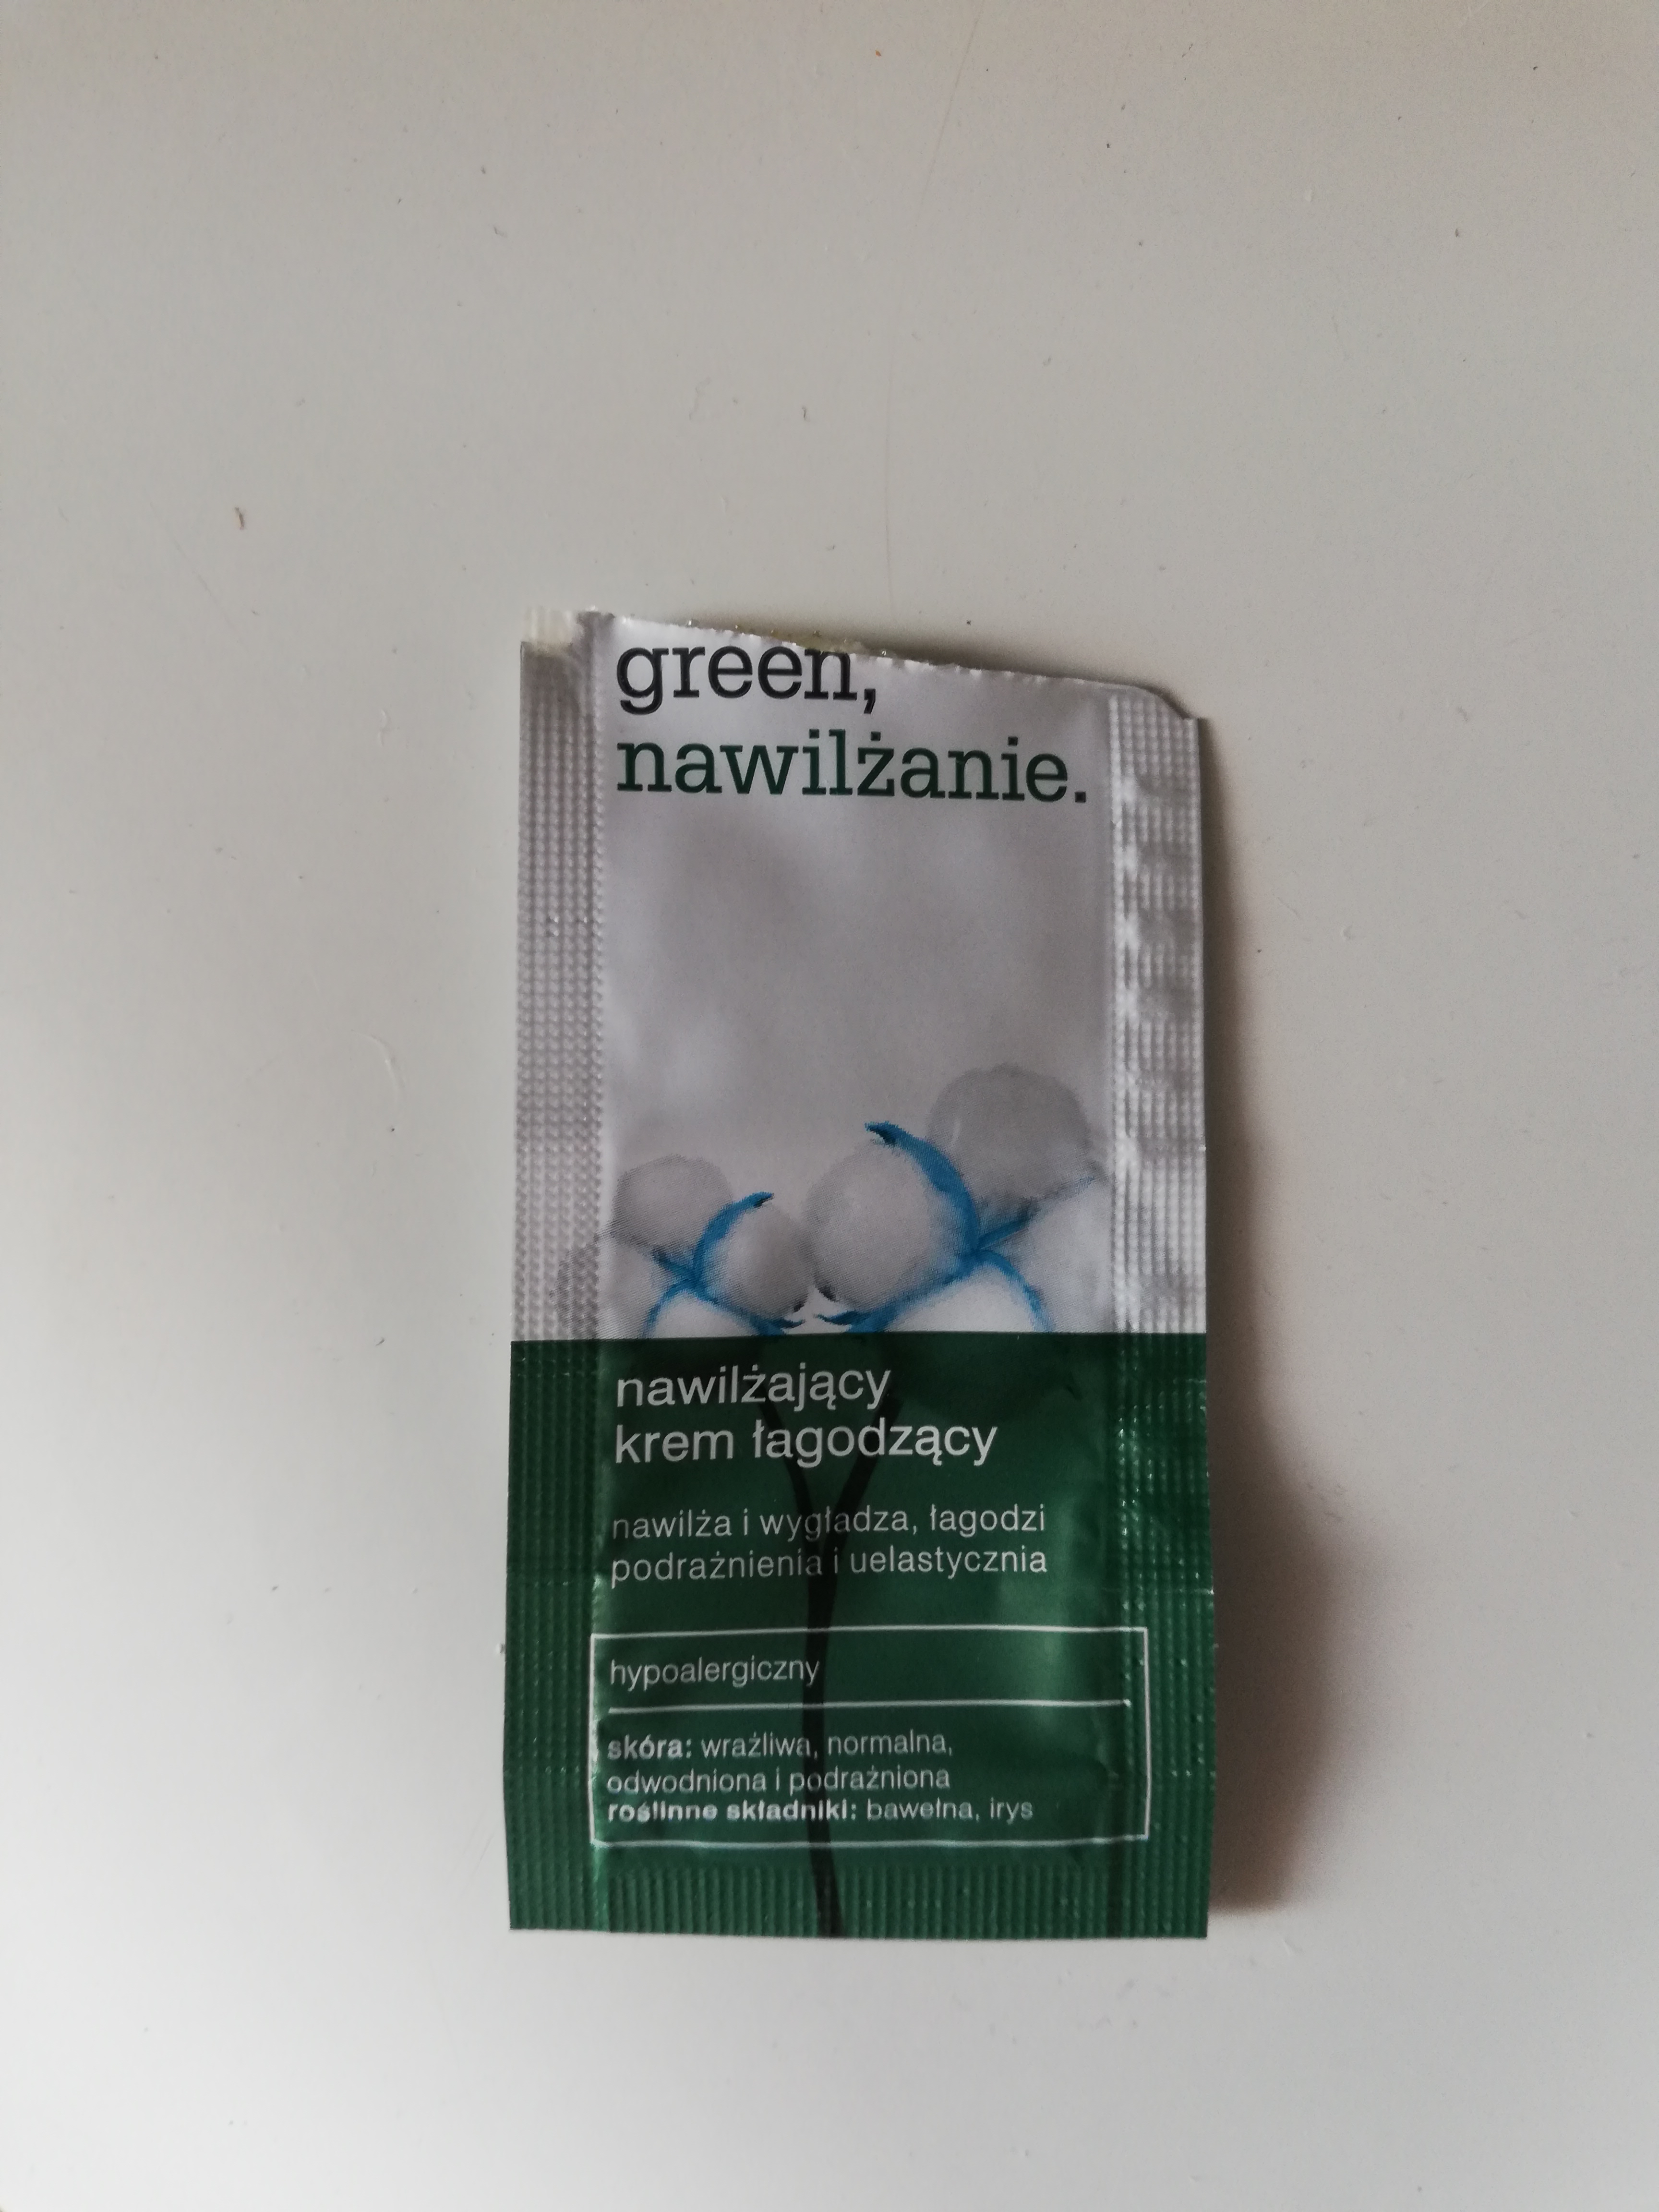 green,
nawilżanie.
nawilżający
krem łagodzący
nawilża i wygładza, łagodzi
podrażnienia i uelastycznia
hypoalergiczny
skóra: wrażliwa, normalna,
odwodniona i podrażniona
roślinne składniki: bawełna, irys